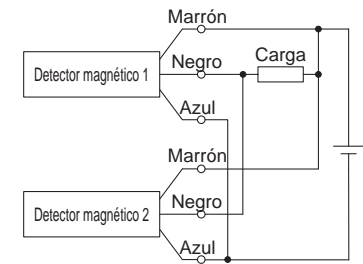 Marrón
Detector magnético 1
Negro
Carga
Azul
Marrón
Detector magnético 2
Negro
Azul